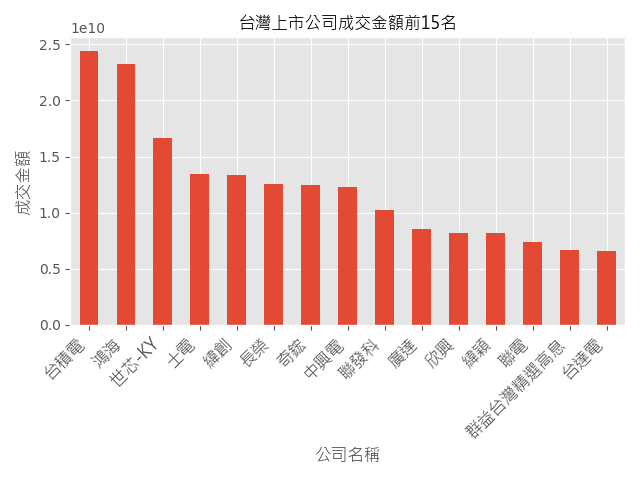 台灣上市公司成交金額前15名
1e10
2.5
2.0
1.5
1.0
0.5
0.0
成交金額
台積電
鴻海
世芯-KY
士電
緯創
長榮
奇鋐
中興電
聯發科
廣達
欣興
緯穎
聯電
群益台灣精選高息
台達電
公司名稱